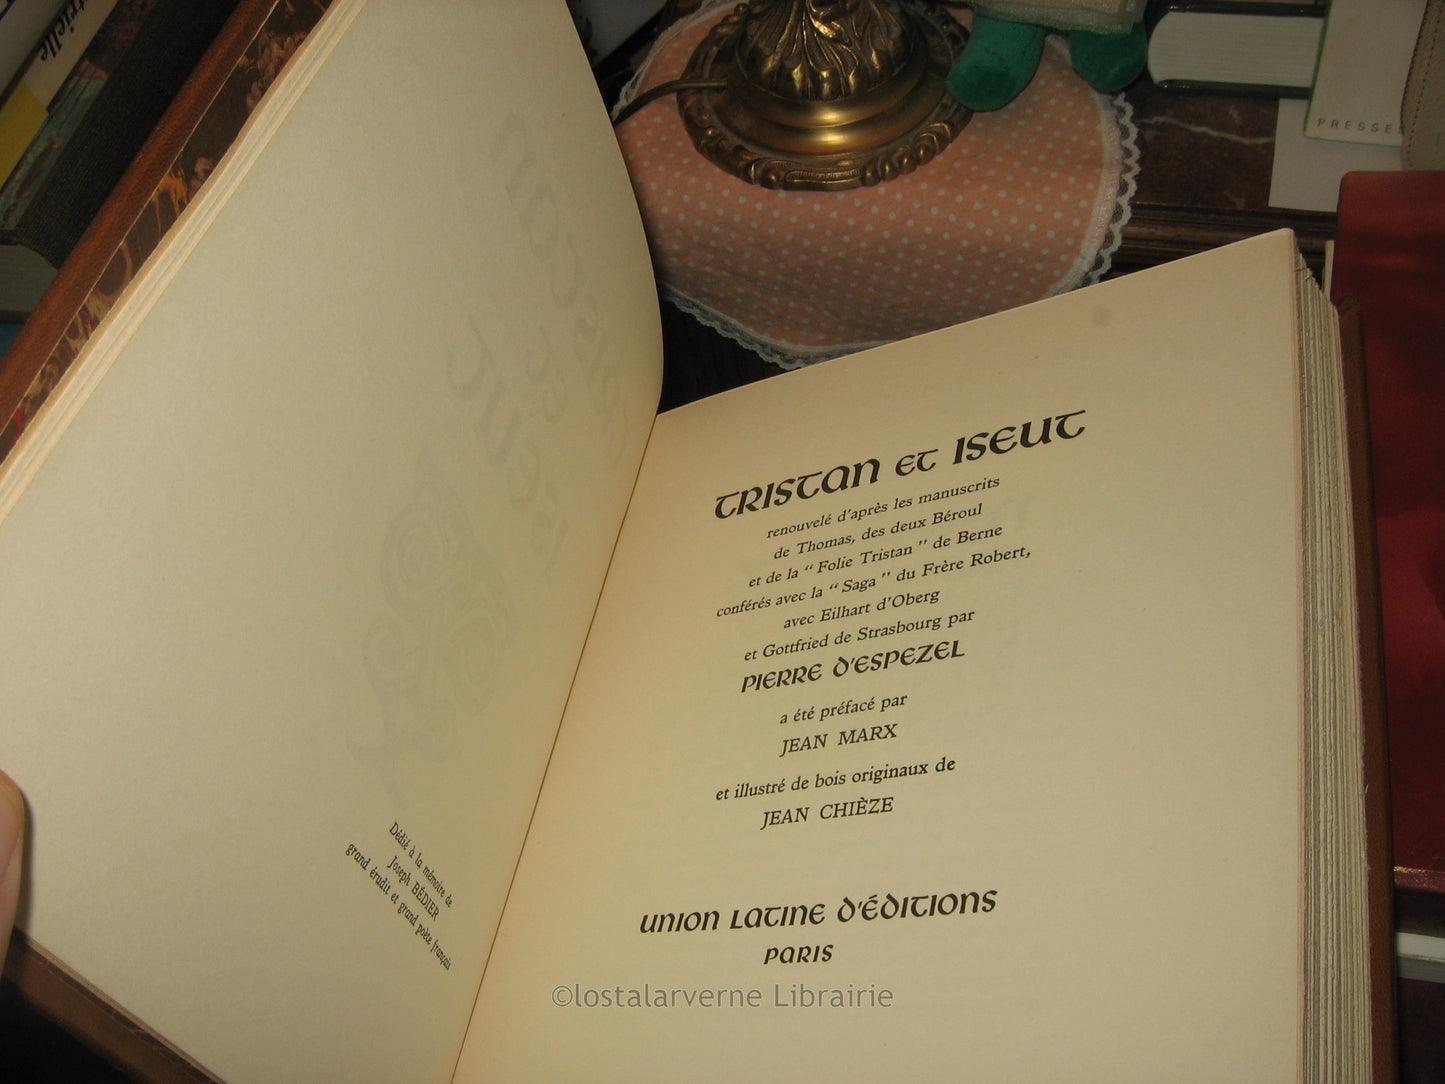 trielle
PRESSES
Dédié à la mémoire de
Joseph BÉDIER
grand érudit et grand poète français
TRISTAN ET ISEUT
renouvelé d'après les manuscrits
de Thomas, des deux Béroul
et de la “ Folie Tristan ” de Berne
conférés avec la “ Saga ” du Frère Robert,
avec Eilhart d'Oberg
et Gottfried de Strasbourg par
PIERRE D'ESPEZEL
a été préfacé par
JEAN MARX
et illustré de bois originaux de
JEAN CHIÈZE
UNION LATINE D'ÉDITIONS
PARIS
©lostalarverne Librairie